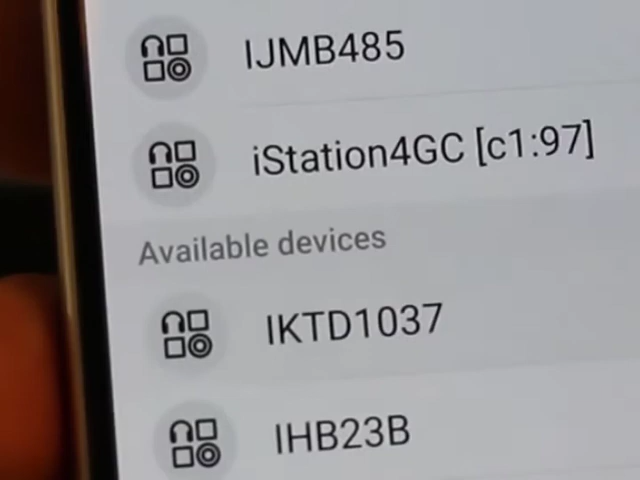 IJMB485
iStation4GC [c1:97]
Available devices
IKTD1037
IHB23B